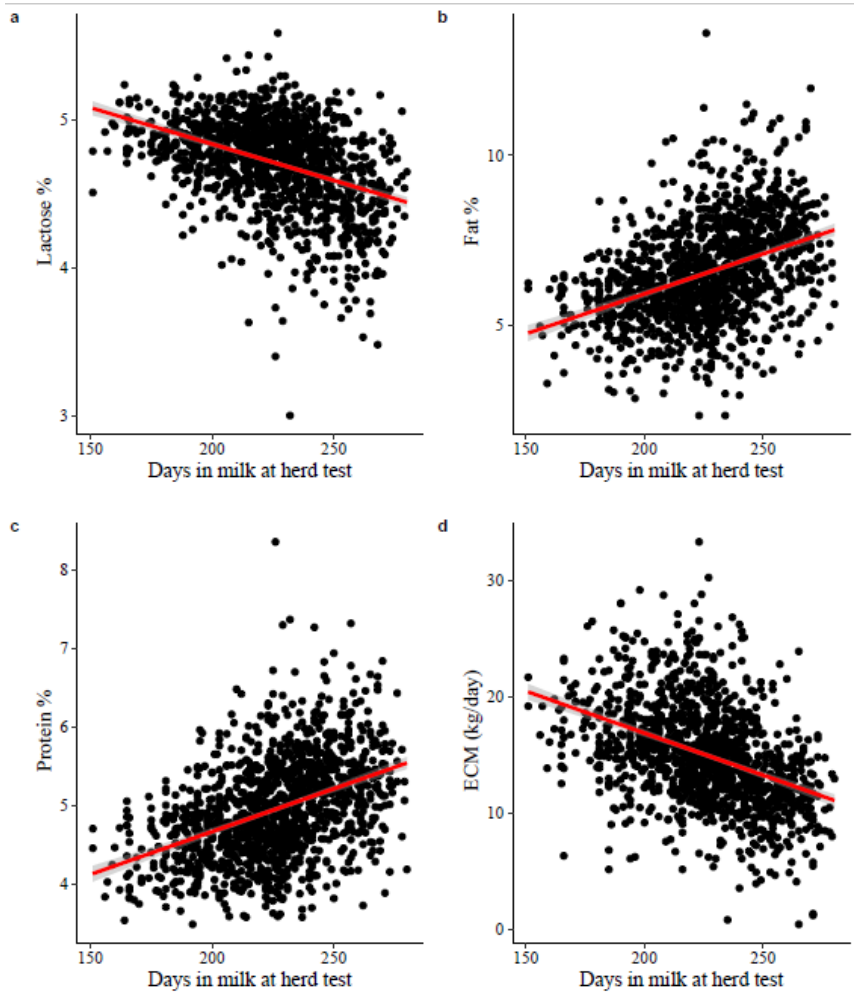 a
b
5
4
3
Lactose %
150
200
250
Days in milk at herd test
10
5
Fat %
150
200
250
Days in milk at herd test
c
d
8
7
6
5
4
Protein %
150
200
250
Days in milk at herd test
30
20
10
0
ECM (kg/day)
150
200
250
Days in milk at herd test